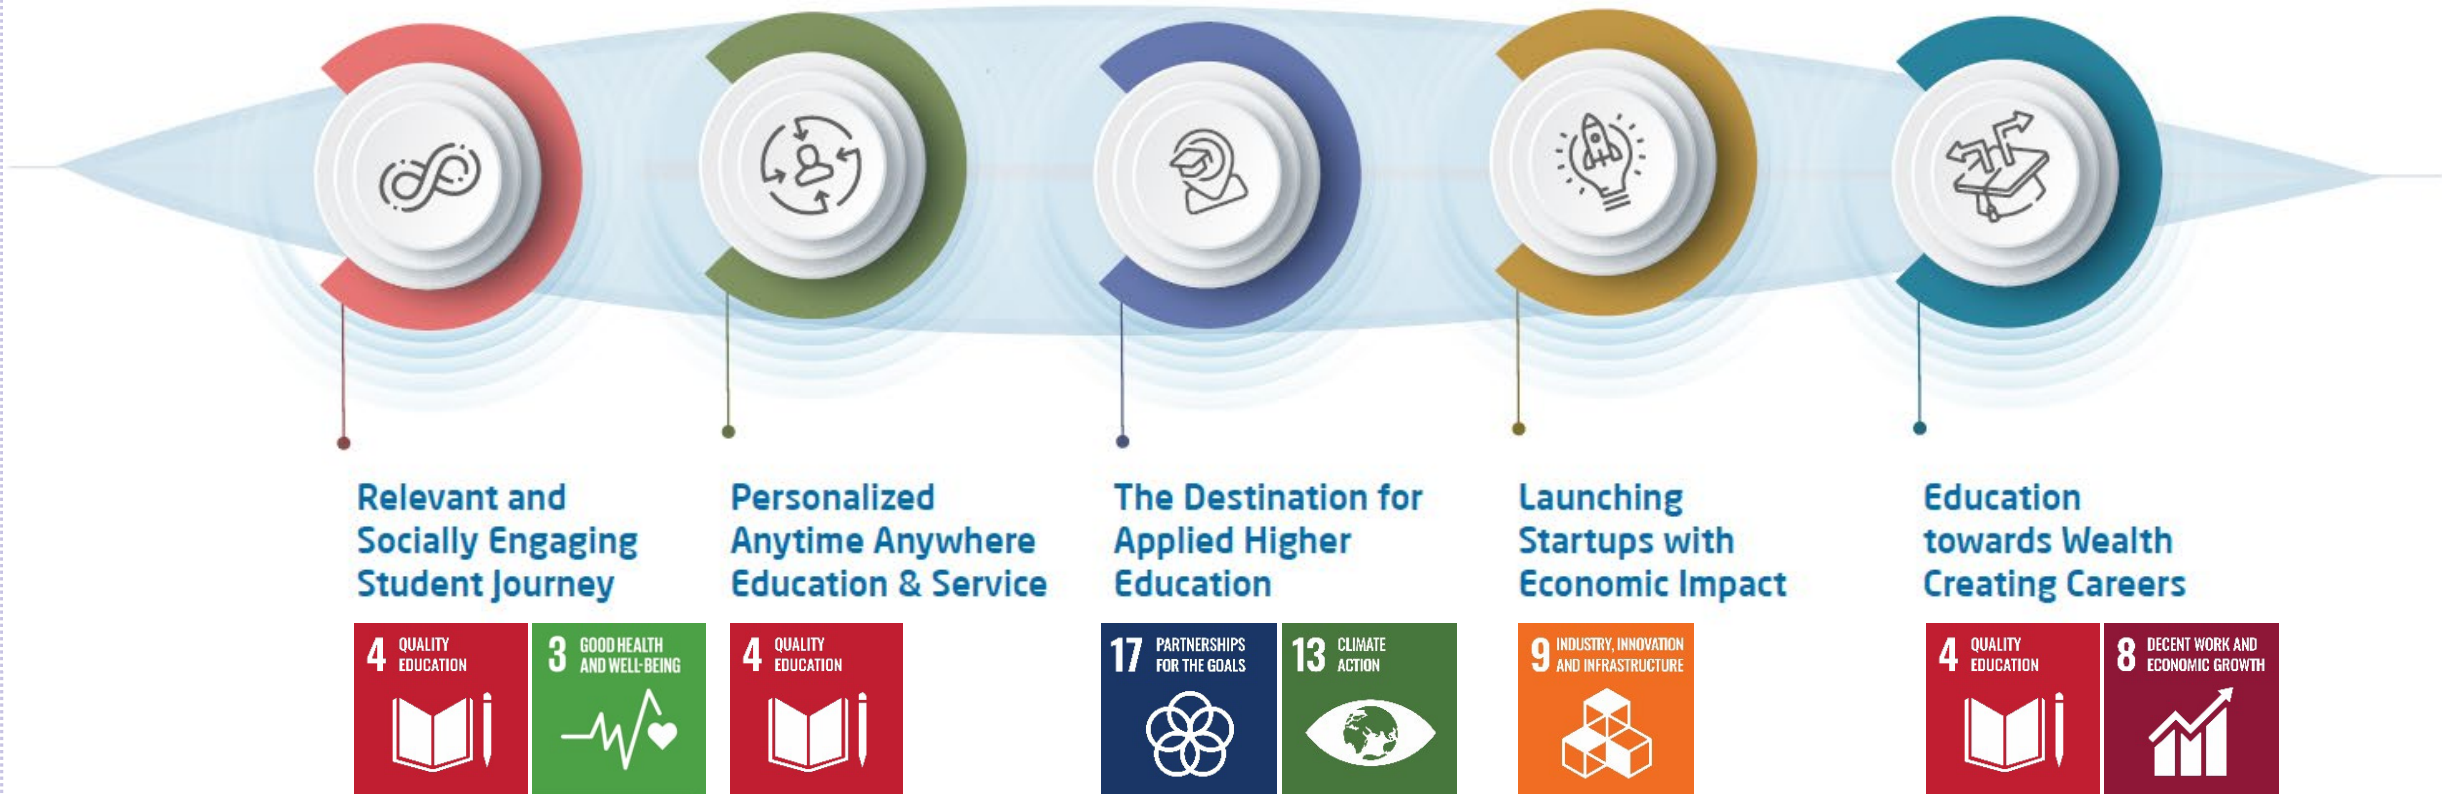 Relevant and
Socially Engaging
Student Journey
Personalized
Anytime Anywhere
Education & Service
The Destination for
Applied Higher
Education
Launching
Startups with
Economic Impact
Education
towards Wealth
Creating Careers
4 QUALITY
EDUCATION
3 GOOD HEALTH
AND WELL-BEING
4 QUALITY
EDUCATION
17 PARTNERSHIPS
FOR THE GOALS
13 CLIMATE
ACTION
9 INDUSTRY, INNOVATION
AND INFRASTRUCTURE
4 QUALITY
EDUCATION
8 DECENT WORK AND
ECONOMIC GROWTH